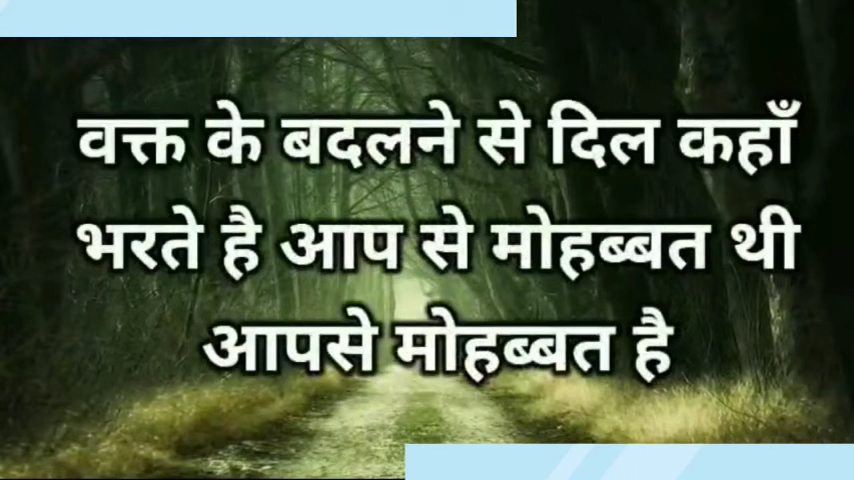 वक्त के बदलने से दिल कहाँ
भरते है आप से मोहब्बत थी
आपसे मोहब्बत है